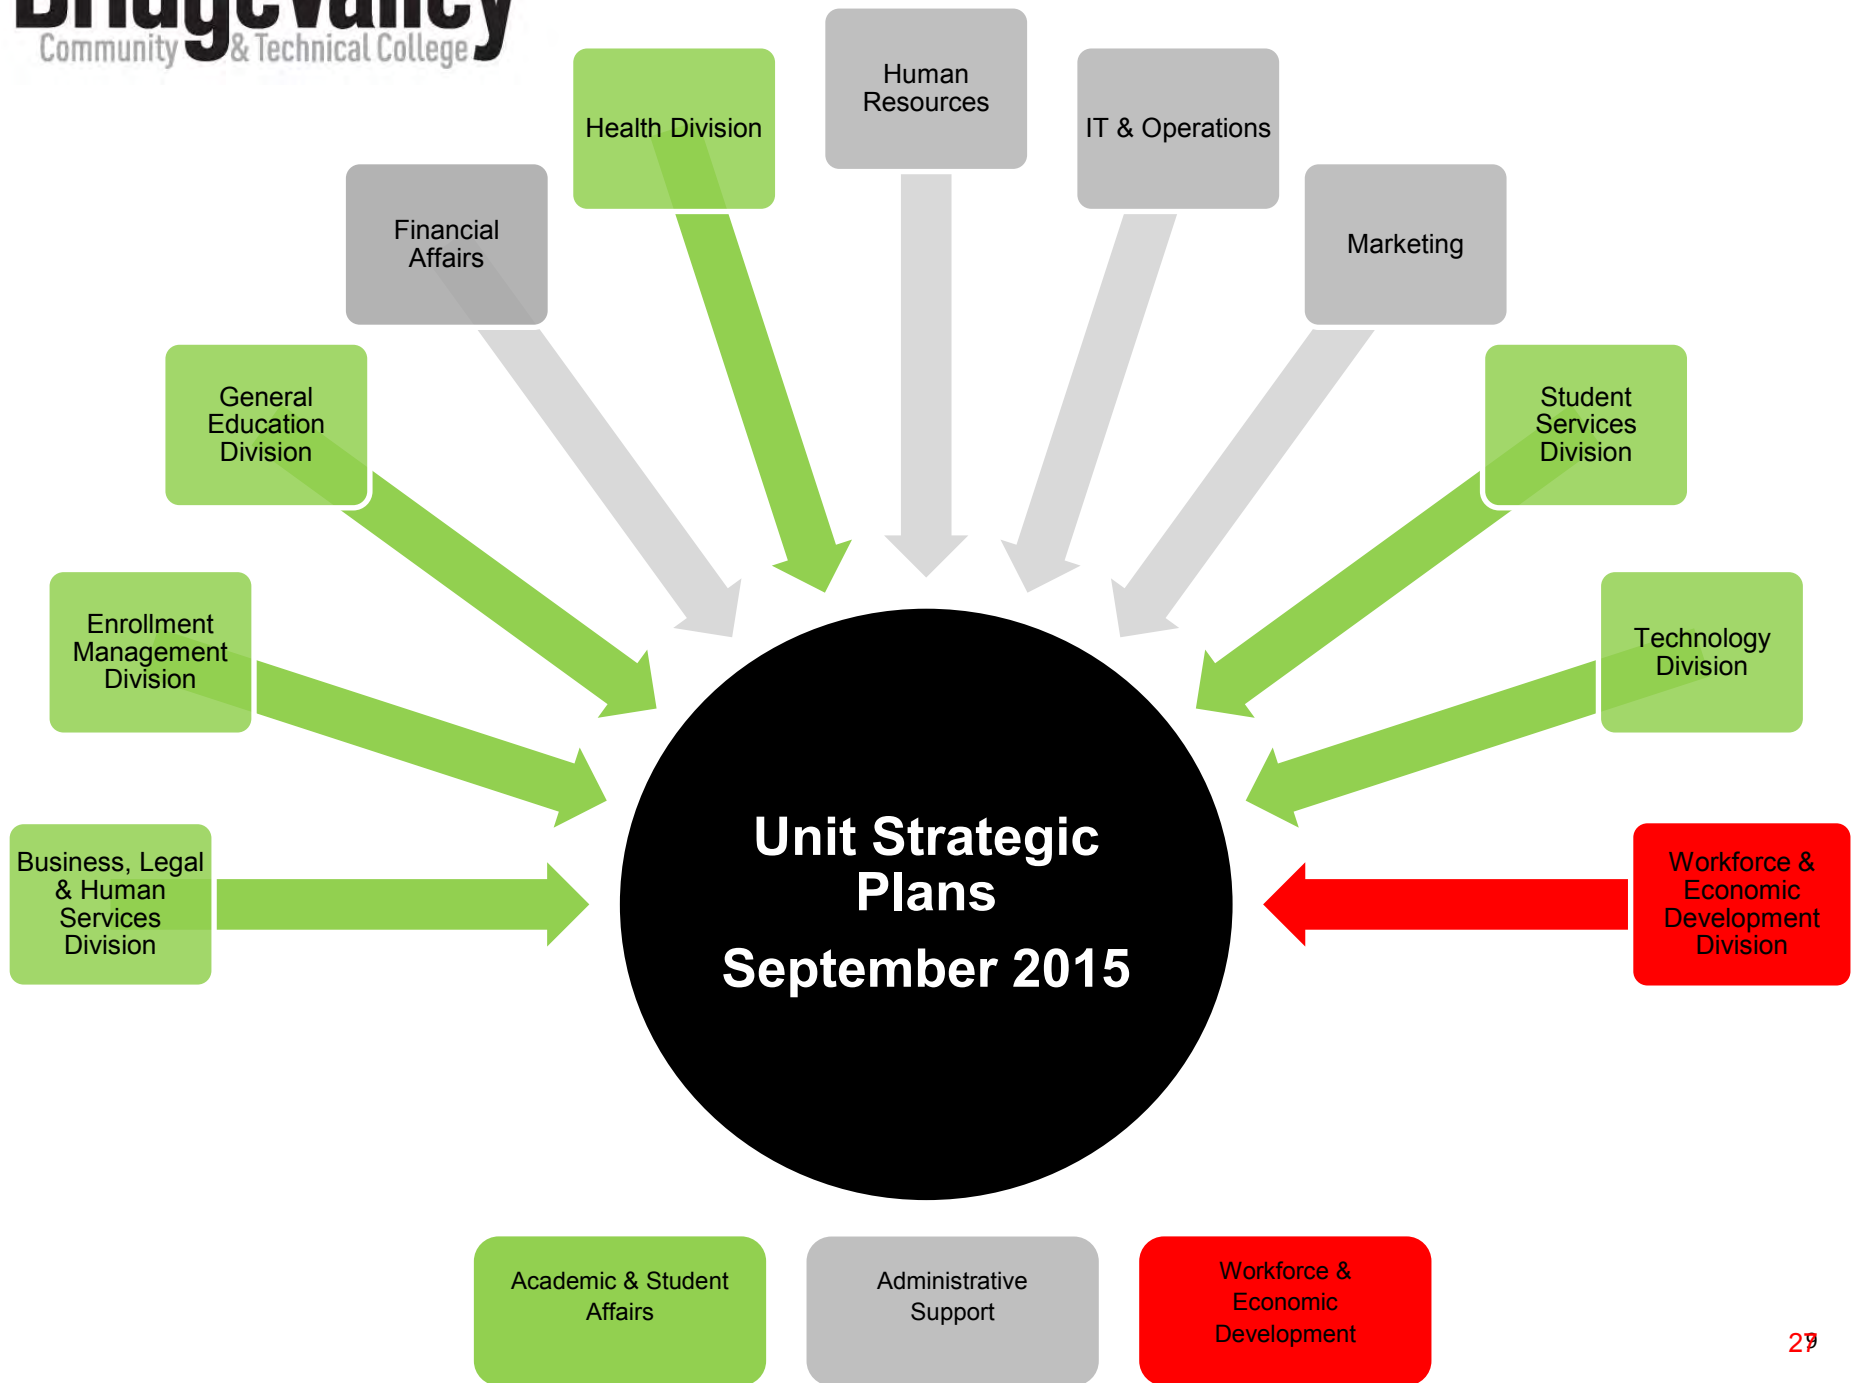 BridgeValley
Community & Technical College
Human
Resources
Health Division
IT & Operations
Financial
Affairs
Marketing
General
Education
Division
Student
Services
Division
Enrollment
Management
Division
Technology
Division
Business, Legal
& Human
Services
Division
Workforce &
Economic
Development
Division
Unit Strategic
Plans
September 2015
Academic & Student
Affairs
Administrative
Support
Workforce &
Economic
Development